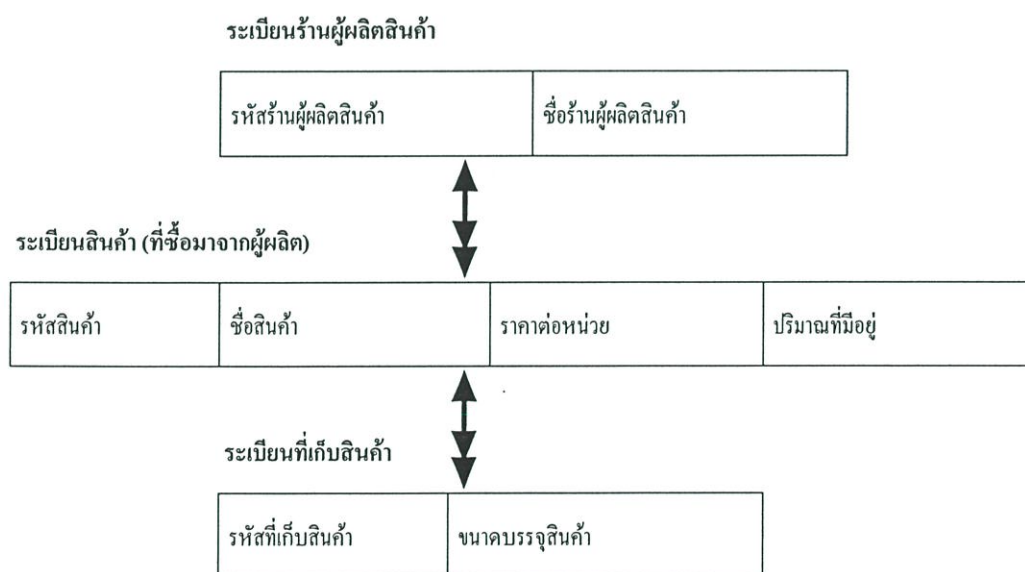 ระเบียนร้านผู้ผลิตสินค้า
รหัสร้านผู้ผลิตสินค้า ชื่อร้านผู้ผลิตสินค้า
ระเบียนสินค้า (ที่ซื้อมาจากผู้ผลิต)
รหัสสินค้า ชื่อสินค้า ราคาต่อหน่วย ปริมาณที่มีอยู่
ระเบียนที่เก็บสินค้า
รหัสที่เก็บสินค้า ขนาดบรรจุสินค้า